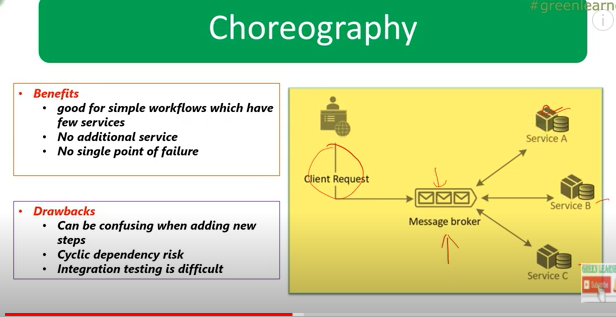 #greenlearn
Choreography
Benefits
good for simple workflows which have
few services
No additional service
No single point of failure
Drawbacks
Can be confusing when adding new
steps
Cyclic dependency risk
Integration testing is difficult
Client Request
Message broker
Service A
Service B
Service C
GREEN LEARN
Subscribe